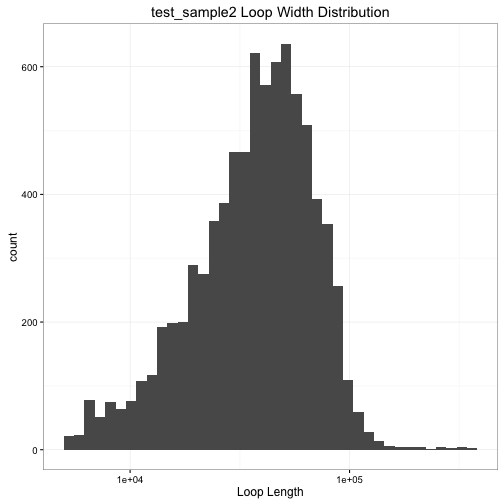 test_sample2 Loop Width Distribution
600
400
200
0
count
1e+04
1e+05
Loop Length